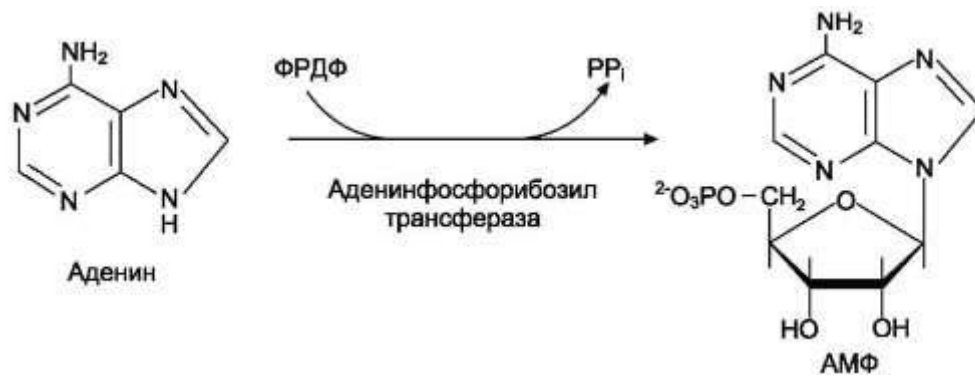 NH₂
N
N
N
N
H
Аденин
ФРДФ
PPᵢ
Аденинфосфорибозил
трансфераза
NH₂
N
N
N
N
²⁻O₃PO–CH₂
O
HO
OH
АМФ